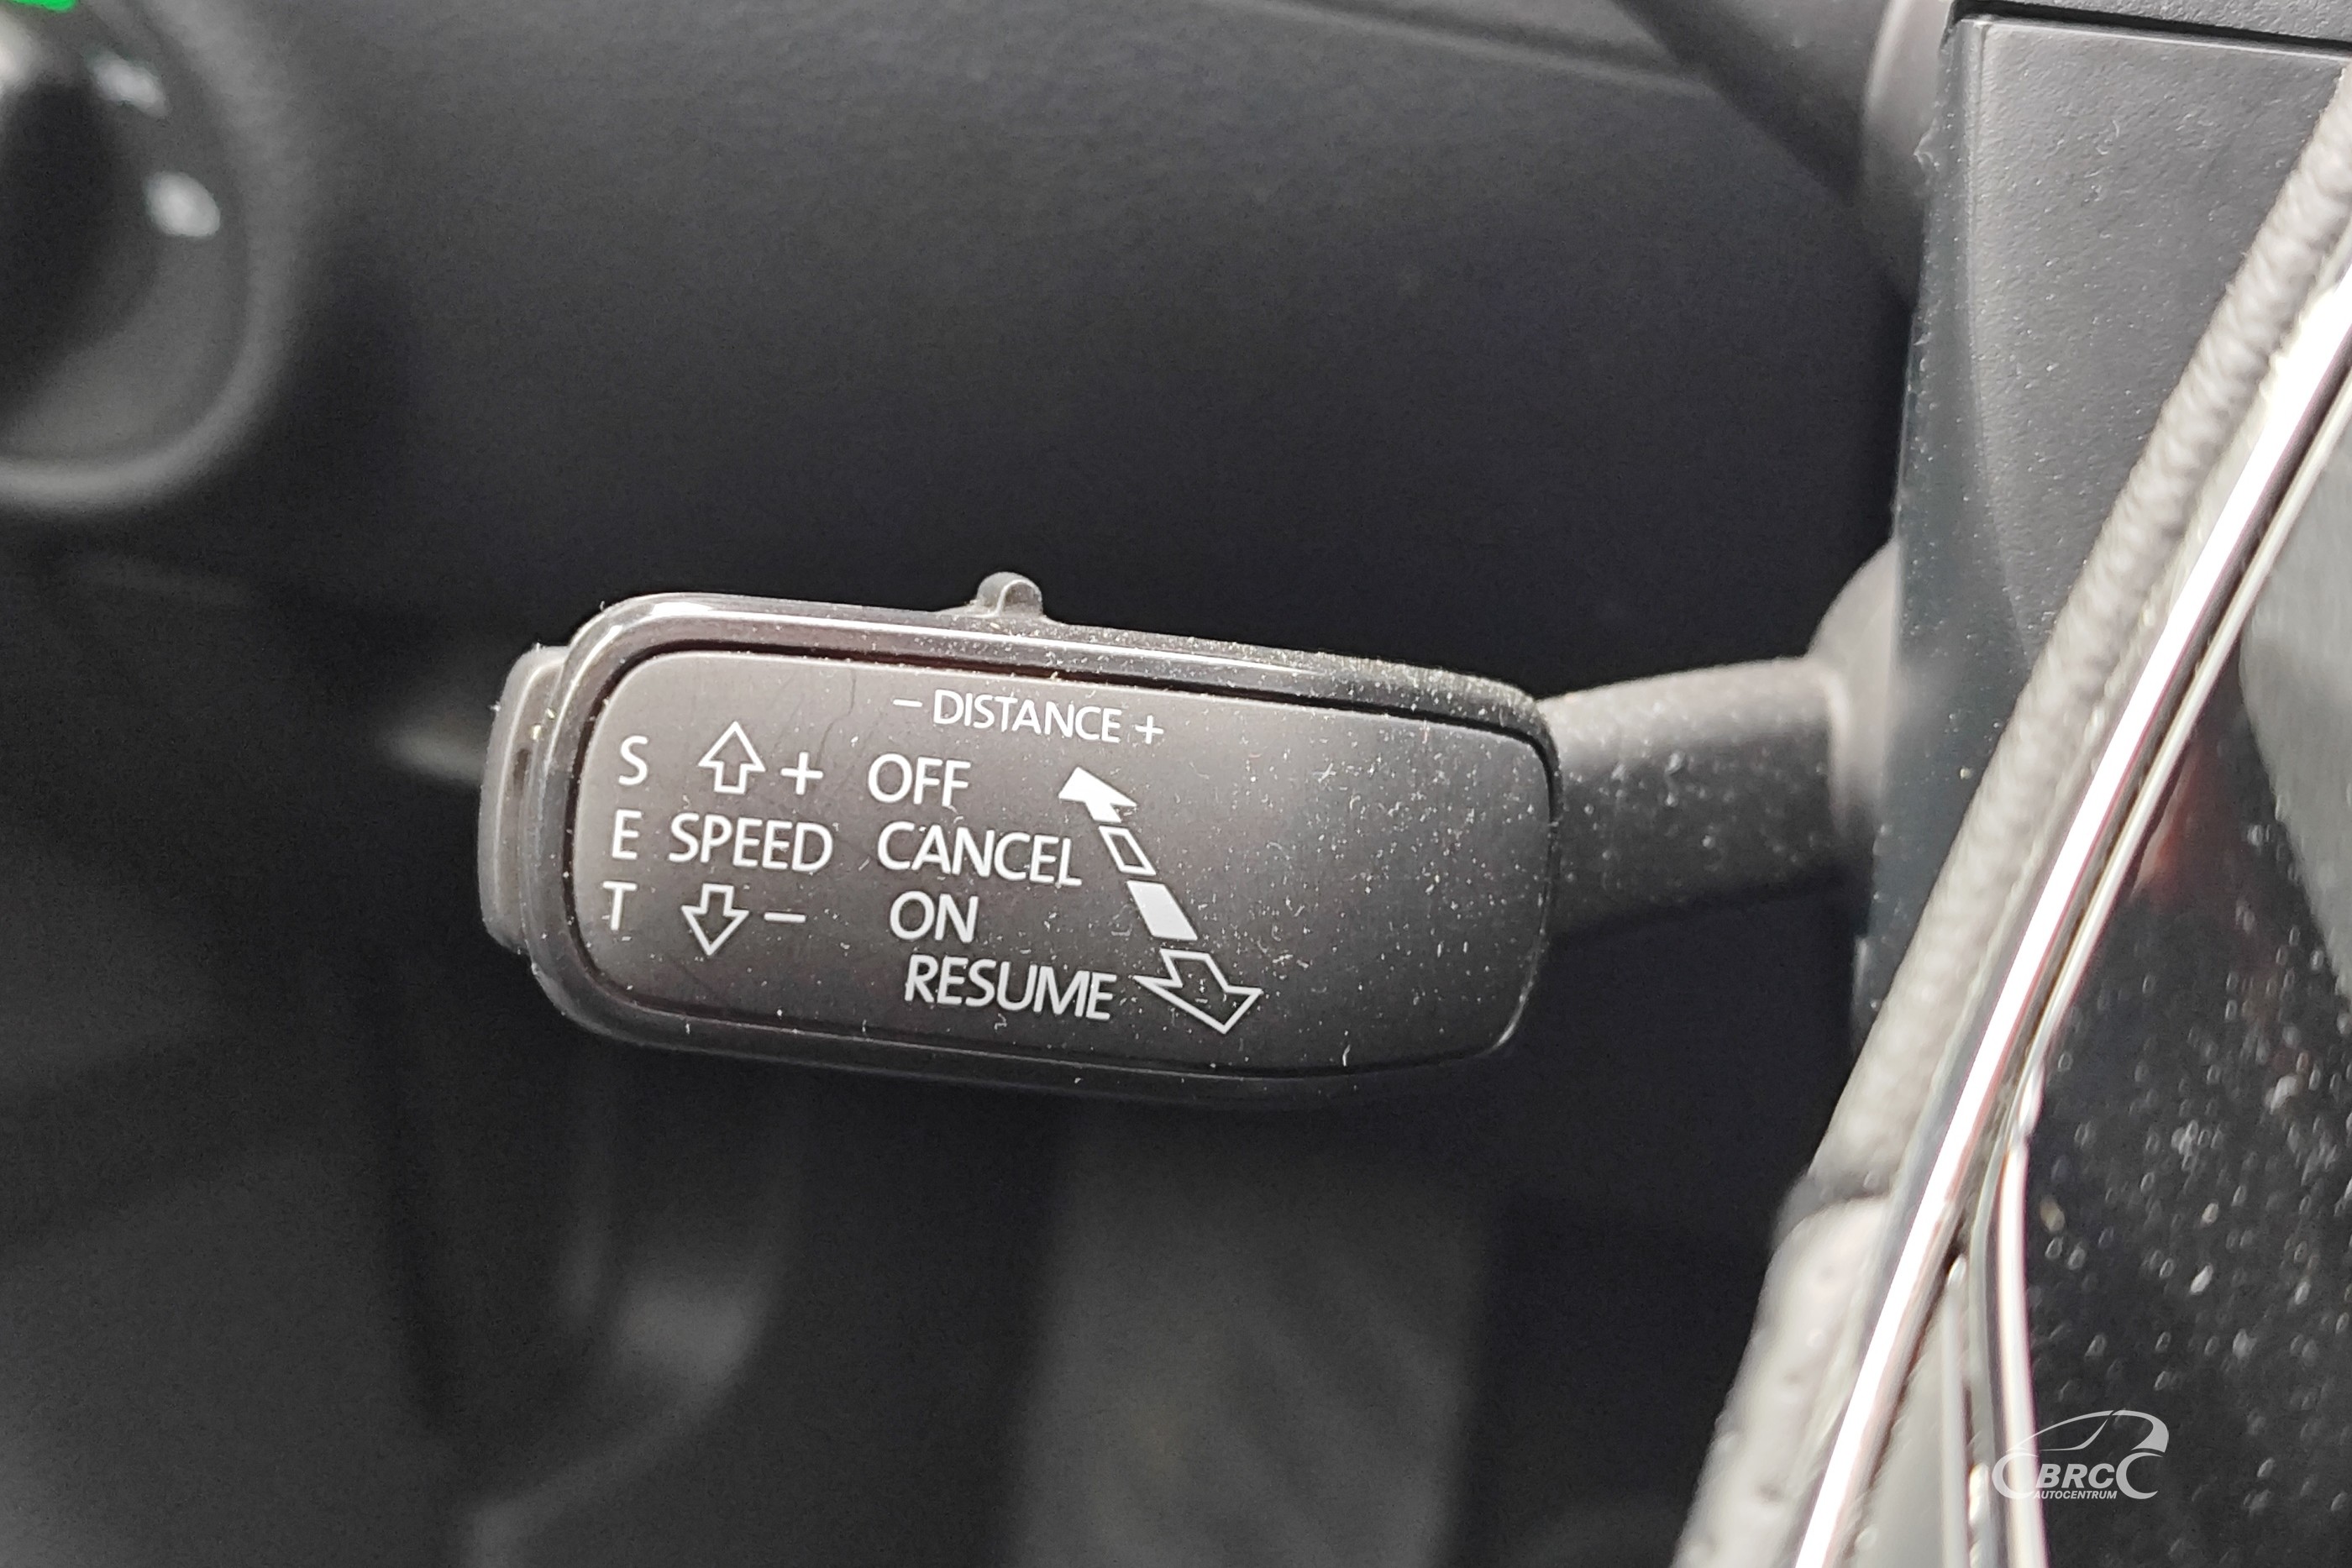 − DISTANCE +
S + OFF
E SPEED CANCEL
T − ON
RESUME
BRC
AUTOCENTRUM